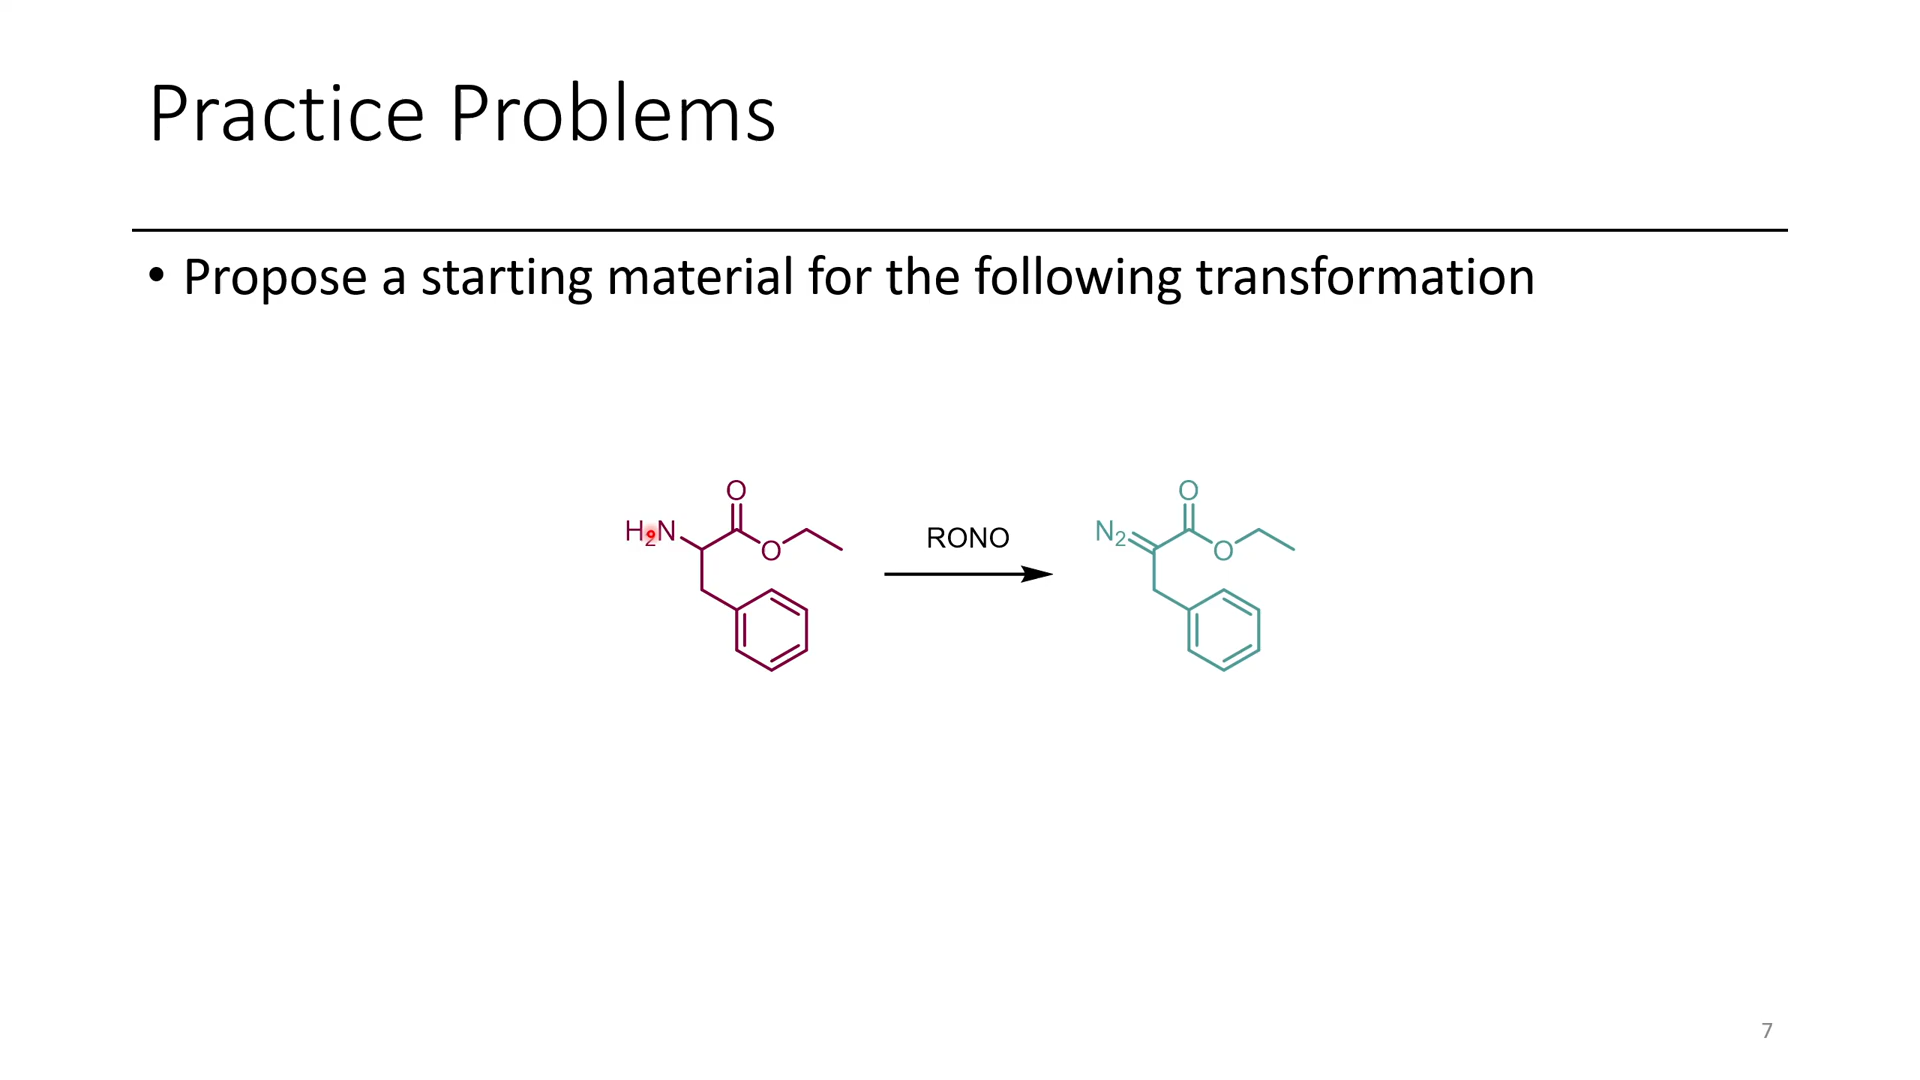 Practice Problems
• Propose a starting material for the following transformation
O
H2N
O
RONO
O
N2
O
7